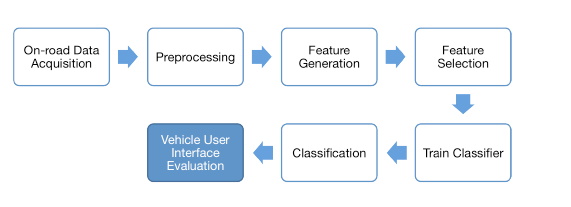 On-road Data
Acquisition
Preprocessing
Feature
Generation
Feature
Selection
Train Classifier
Classification
Vehicle User
Interface
Evaluation